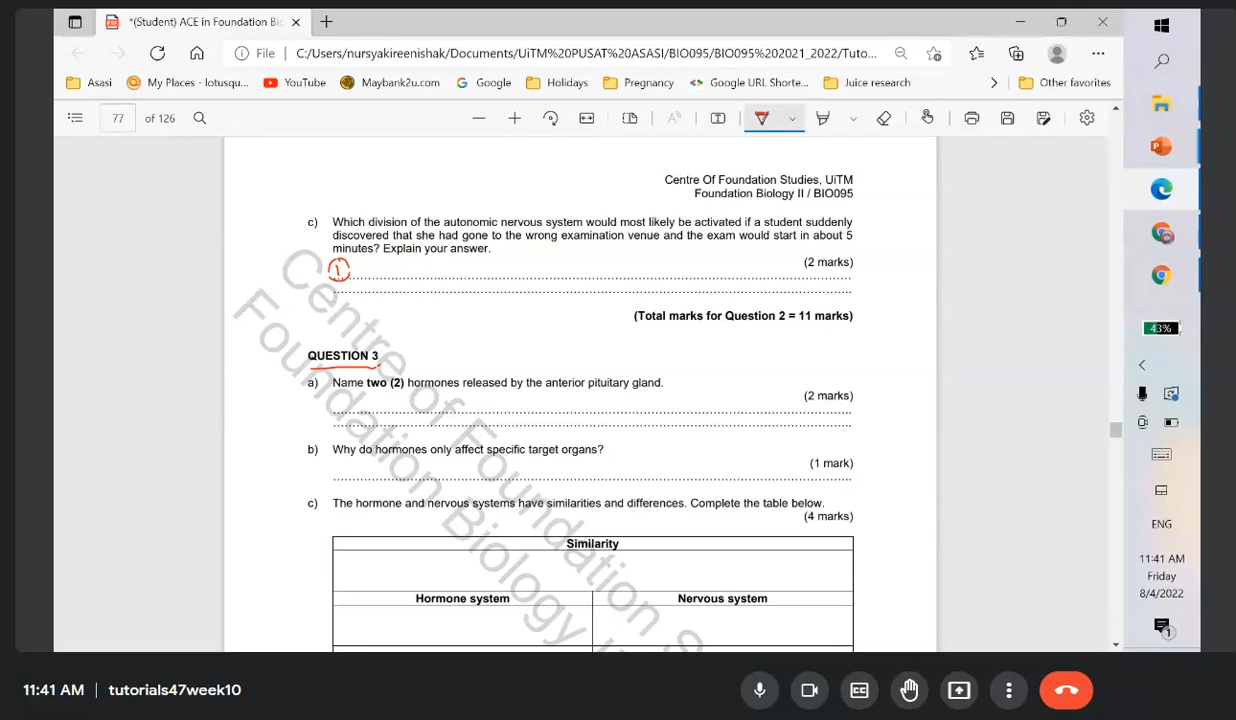 *(Student) ACE in Foundation Bio
File C:/Users/nursyakireenishak/Documents/UiTM%20PUSAT%20ASASI/BIO095/BIO095%202021_2022/Tuto...
Asasi My Places - lotusqu... YouTube Maybank2u.com Google Holidays Pregnancy Google URL Shorte... Juice research Other favorites
77 of 126
Centre Of Foundation Studies, UiTM
Foundation Biology II / BIO095
c) Which division of the autonomic nervous system would most likely be activated if a student suddenly
discovered that she had gone to the wrong examination venue and the exam would start in about 5
minutes? Explain your answer.
(2 marks)
1
(Total marks for Question 2 = 11 marks)
QUESTION 3
a) Name two (2) hormones released by the anterior pituitary gland.
(2 marks)
b) Why do hormones only affect specific target organs?
(1 mark)
c) The hormone and nervous systems have similarities and differences. Complete the table below.
(4 marks)
Similarity
Hormone system Nervous system
Centre of Foundation S
Foundation Biology
43%
ENG
11:41 AM
Friday
8/4/2022
1
11:41 AM tutorials47week10
CC